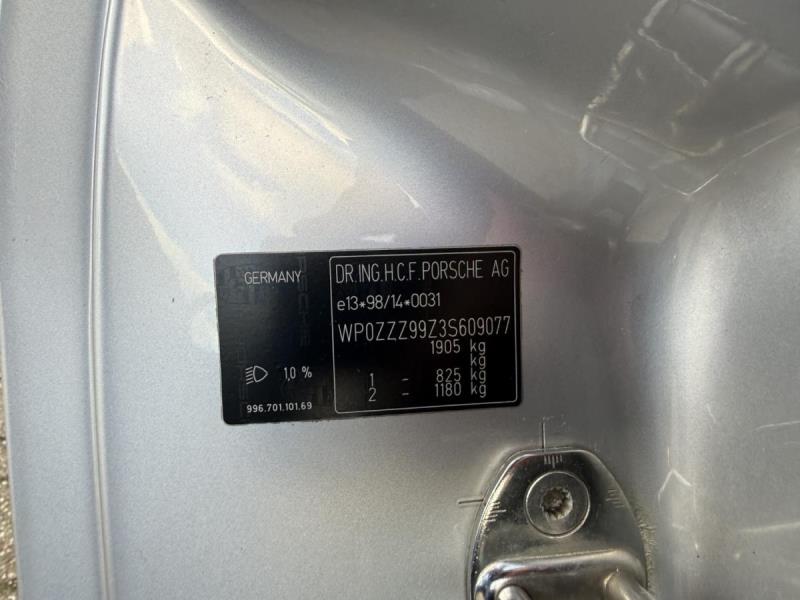 GERMANY
1,0 %
996.701.101.69
DR.ING.H.C.F.PORSCHE AG
e13*98/14*0031
WP0ZZZ99Z3S609077
1905 kg
kg
1 - 825 kg
2 - 1180 kg